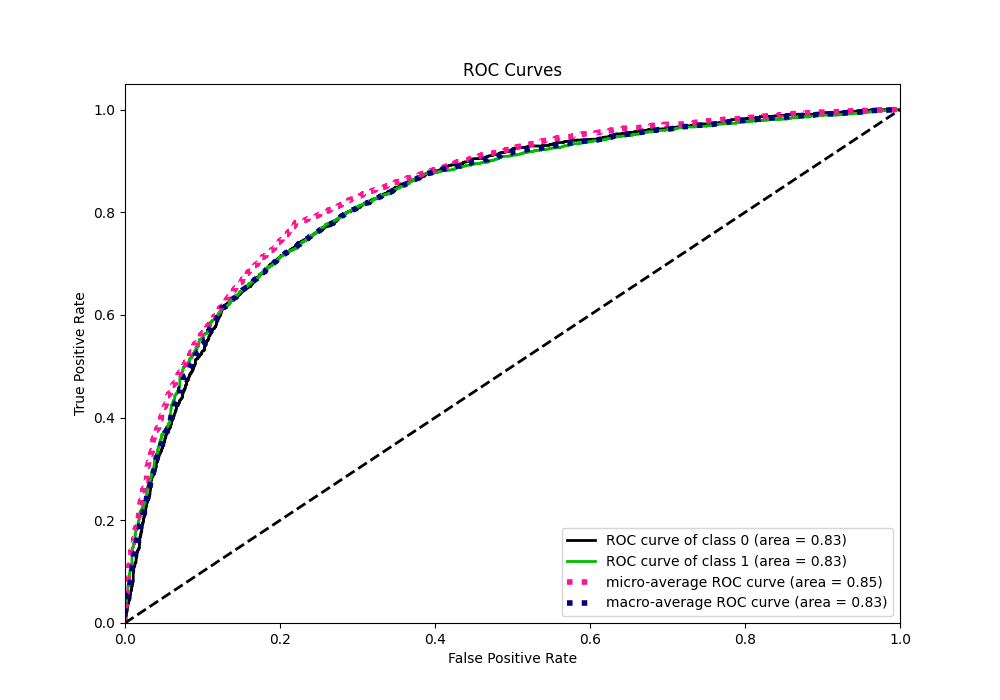 ROC Curves
True Positive Rate
1.0
0.8
0.6
0.4
0.2
0.0
ROC curve of class 0 (area = 0.83)
ROC curve of class 1 (area = 0.83)
micro-average ROC curve (area = 0.85)
macro-average ROC curve (area = 0.83)
0.0 0.2 0.4 0.6 0.8 1.0
False Positive Rate